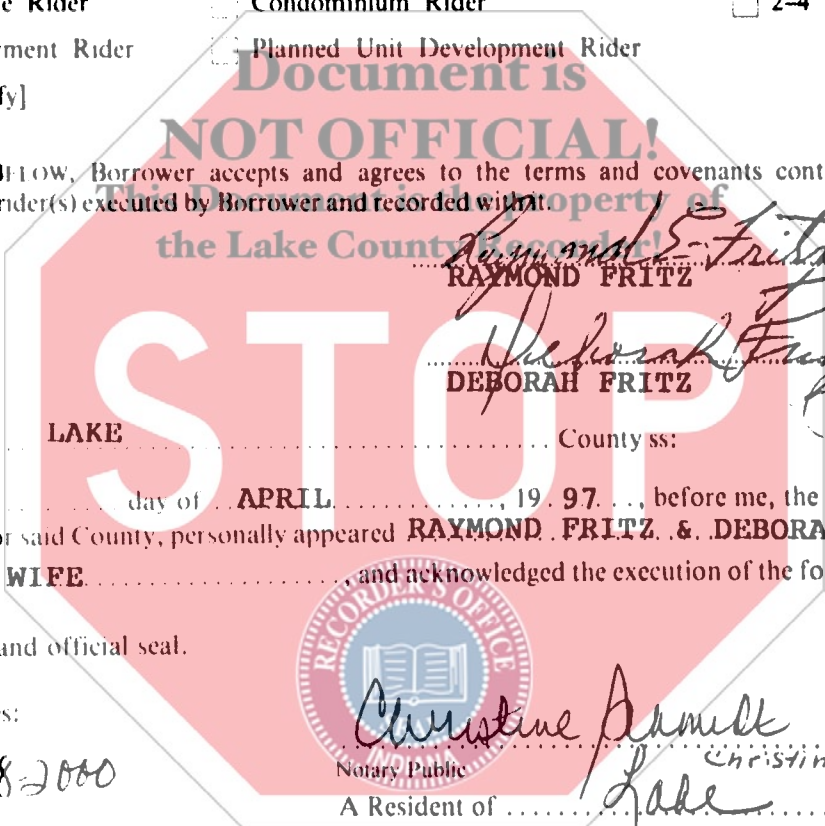 e Rider Condominium Rider 2-4
ment Rider Planned Unit Development Rider
fy]
Document is
NOT OFFICIAL!
LOW, Borrower accepts and agrees to the terms and covenants cont
This Document is the property of
rider(s) executed by Borrower and recorded with it.
the Lake County Recorder!
Raymond E. Fritz
RAYMOND FRITZ
Deborah Fritz
DEBORAH FRITZ
STOP
LAKE County ss:
day of APRIL, 19 97, before me, the
r said County, personally appeared RAYMOND FRITZ & DEBORA
WIFE, and acknowledged the execution of the fo
RECORDER'S OFFICE
and official seal.
s:
Christine Schmidt
8-2000
INDIANA
Notary Public Christin
A Resident of Lake